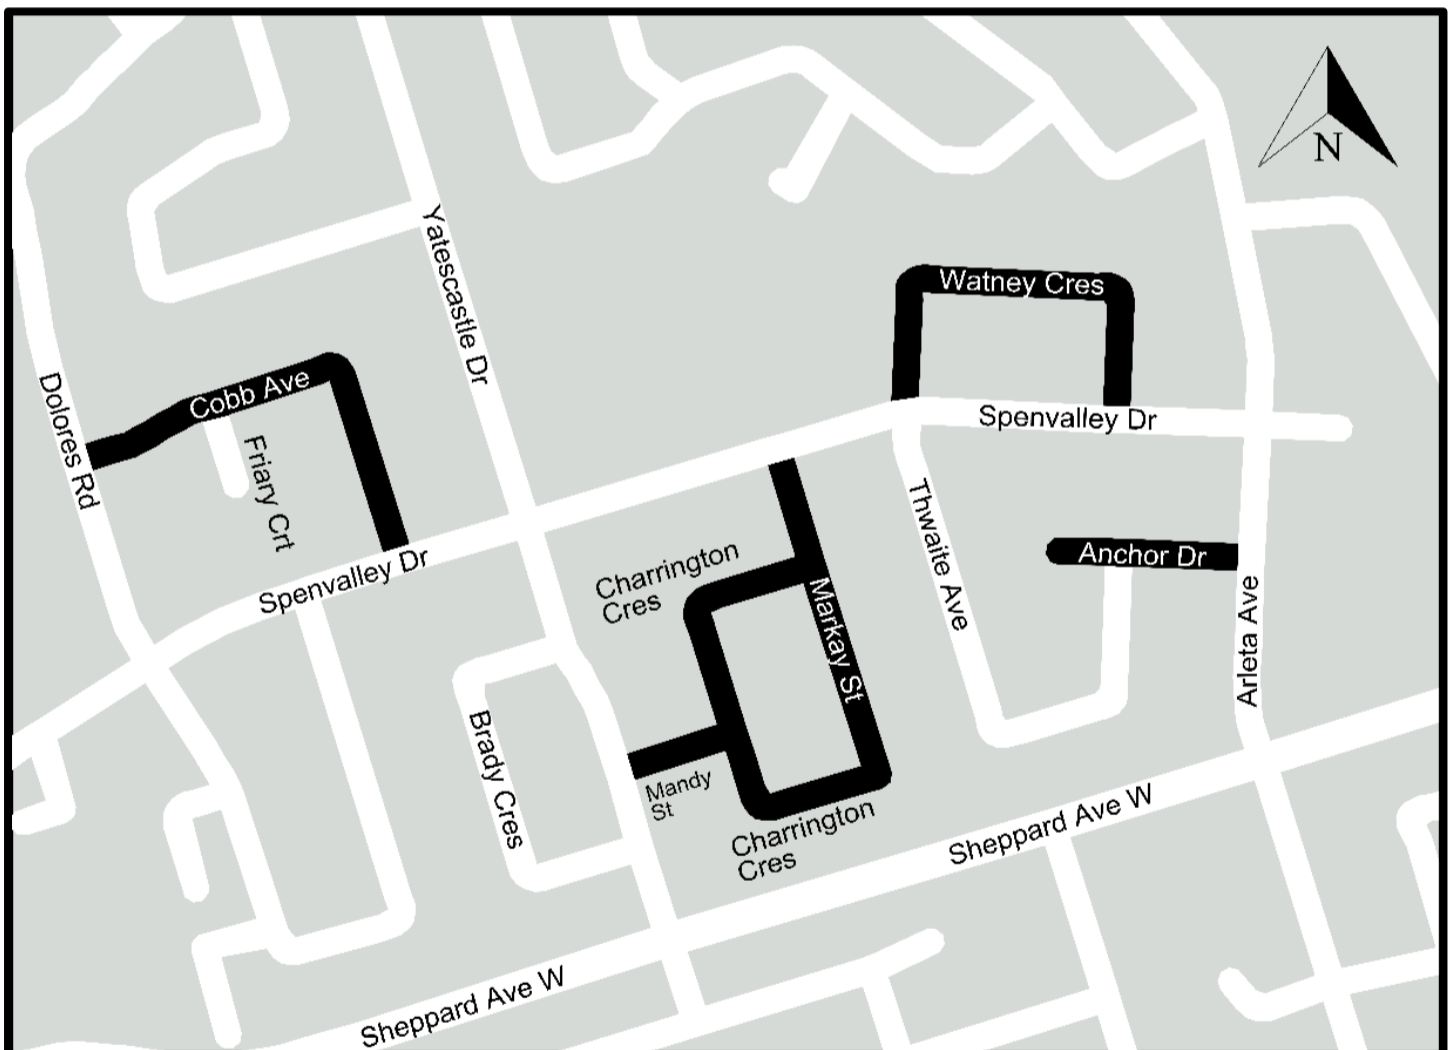 N
Yatescastle Dr
Watney Cres
Dolores Rd
Cobb Ave
Spenvalley Dr
Friary Crt
Thwaite Ave
Charrington
Cres
Anchor Dr
Spenvalley Dr
Markay St
Arleta Ave
Brady Cres
Mandy
St
Charrington
Cres
Sheppard Ave W
Sheppard Ave W